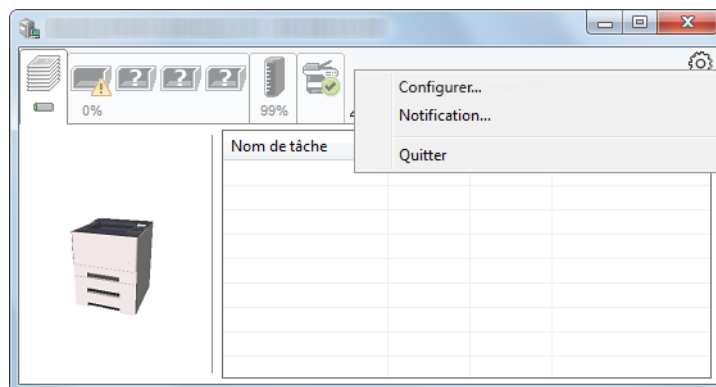 0%
99%
Configurer...
Notification...
Quitter
Nom de tâche